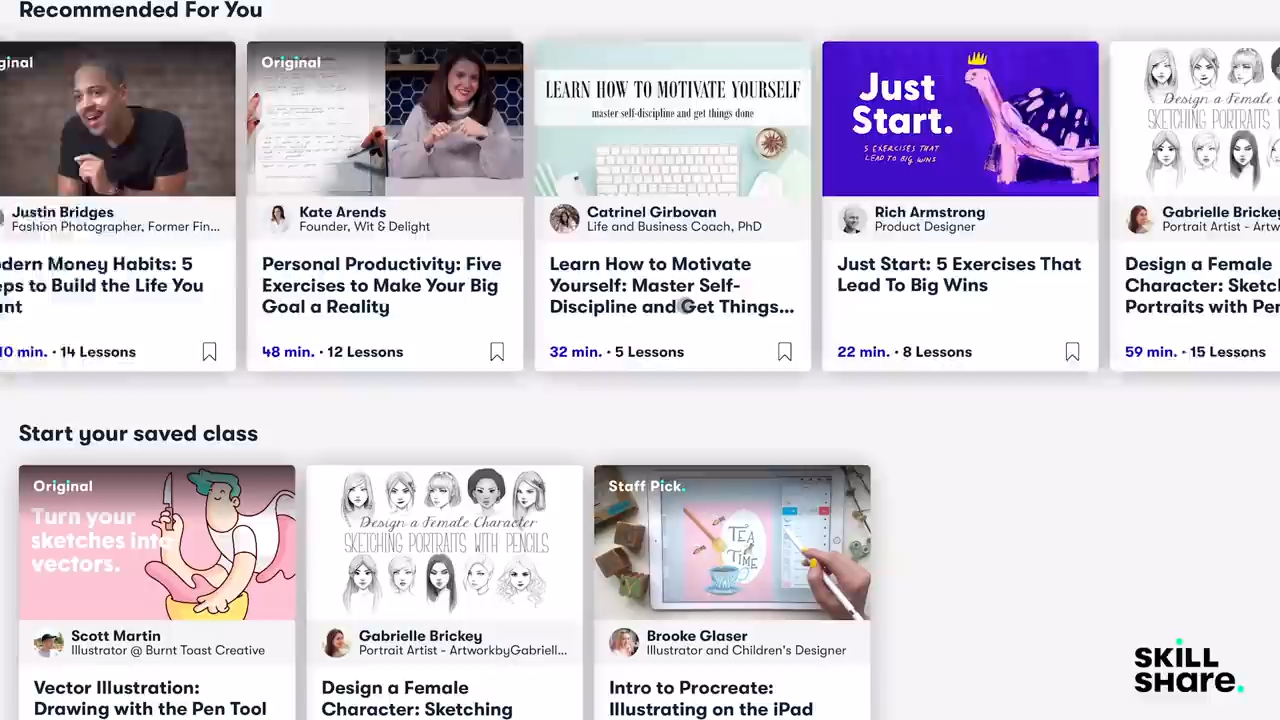 Recommended For You
ginal
Justin Bridges
Fashion Photographer, Former Fin...
dern Money Habits: 5
eps to Build the Life You
ant
10 min. · 14 Lessons
Original
Kate Arends
Founder, Wit & Delight
Personal Productivity: Five
Exercises to Make Your Big
Goal a Reality
48 min. · 12 Lessons
LEARN HOW TO MOTIVATE YOURSELF
master self-discipline and get things done
Catrinel Girbovan
Life and Business Coach, PhD
Learn How to Motivate
Yourself: Master Self-
Discipline and Get Things...
32 min. · 5 Lessons
Just
Start.
5 EXERCISES THAT
LEAD TO BIG WINS
Rich Armstrong
Product Designer
Just Start: 5 Exercises That
Lead To Big Wins
22 min. · 8 Lessons
Design a Female C
SKETCHING PORTRAITS
Gabrielle Bricke
Portrait Artist - Artw
Design a Female
Character: Sketc
Portraits with Pen
59 min. · 15 Lessons
Start your saved class
Original
Turn your
sketches into
vectors.
Scott Martin
Illustrator @ Burnt Toast Creative
Vector Illustration:
Drawing with the Pen Tool
Design a Female Character
SKETCHING PORTRAITS WITH PENCILS
Gabrielle Brickey
Portrait Artist - ArtworkbyGabriell...
Design a Female
Character: Sketching
Staff Pick.
TEA
TIME
Brooke Glaser
Illustrator and Children's Designer
Intro to Procreate:
Illustrating on the iPad
SKILL
SHare.